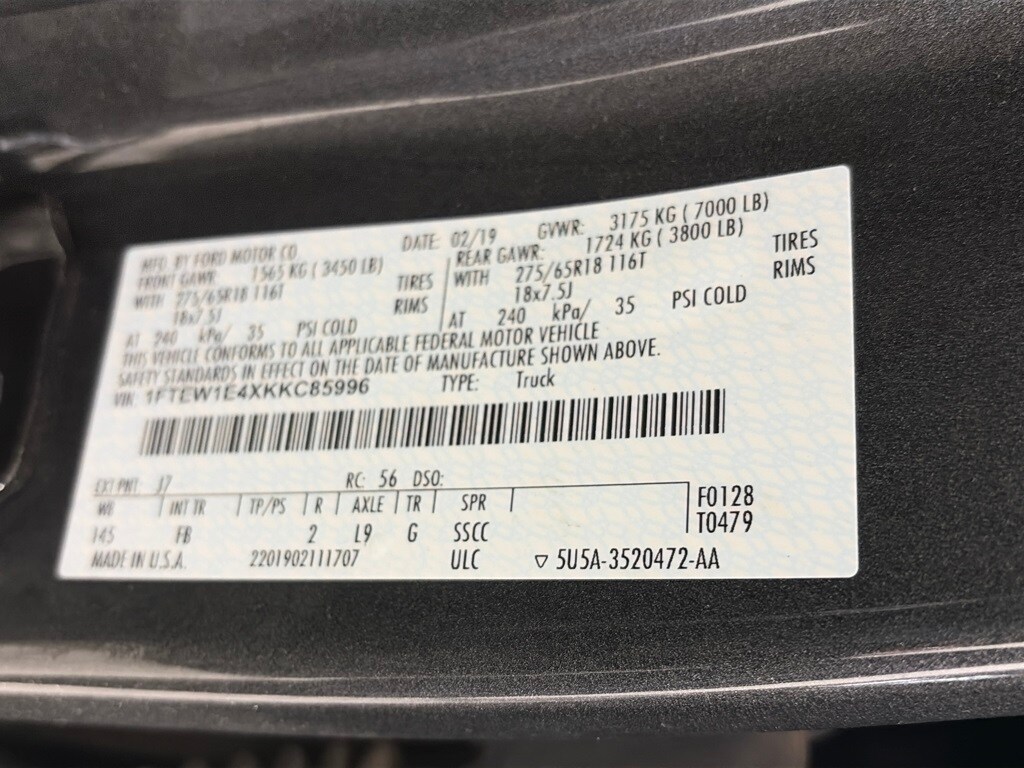 MFD. BY FORD MOTOR CO. DATE: 02/19 GVWR: 3175 KG ( 7000 LB)
FRONT GAWR: 1565 KG ( 3450 LB) REAR GAWR: 1724 KG ( 3800 LB)
WITH 275/65R18 116T TIRES WITH 275/65R18 116T TIRES
18x7.5J RIMS 18x7.5J RIMS
AT 240 kPa/ 35 PSI COLD AT 240 kPa/ 35 PSI COLD
THIS VEHICLE CONFORMS TO ALL APPLICABLE FEDERAL MOTOR VEHICLE
SAFETY STANDARDS IN EFFECT ON THE DATE OF MANUFACTURE SHOWN ABOVE.
VIN: 1FTEW1E4XKKC85996 TYPE: Truck
EXT PNT: J7 RC: 56 DSO:
WB INT TR TP/PS R AXLE TR SPR F0128
145 FB 2 L9 G SSCC T0479
MADE IN U.S.A. 2201902111707 ULC ▽ 5U5A-3520472-AA